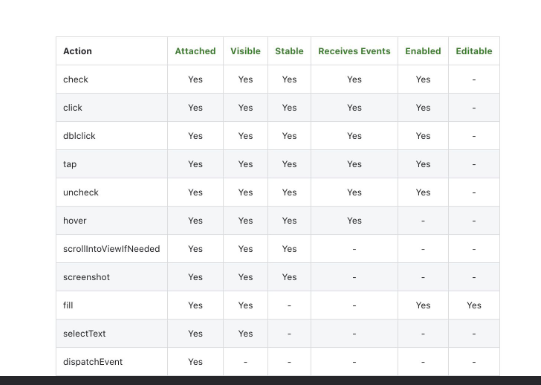 Action Attached Visible Stable Receives Events Enabled Editable
check Yes Yes Yes Yes Yes -
click Yes Yes Yes Yes Yes -
dblclick Yes Yes Yes Yes Yes -
tap Yes Yes Yes Yes Yes -
uncheck Yes Yes Yes Yes Yes -
hover Yes Yes Yes Yes - -
scrollIntoViewIfNeeded Yes Yes Yes - - -
screenshot Yes Yes Yes - - -
fill Yes Yes - - Yes Yes
selectText Yes Yes - - - -
dispatchEvent Yes - - - - -